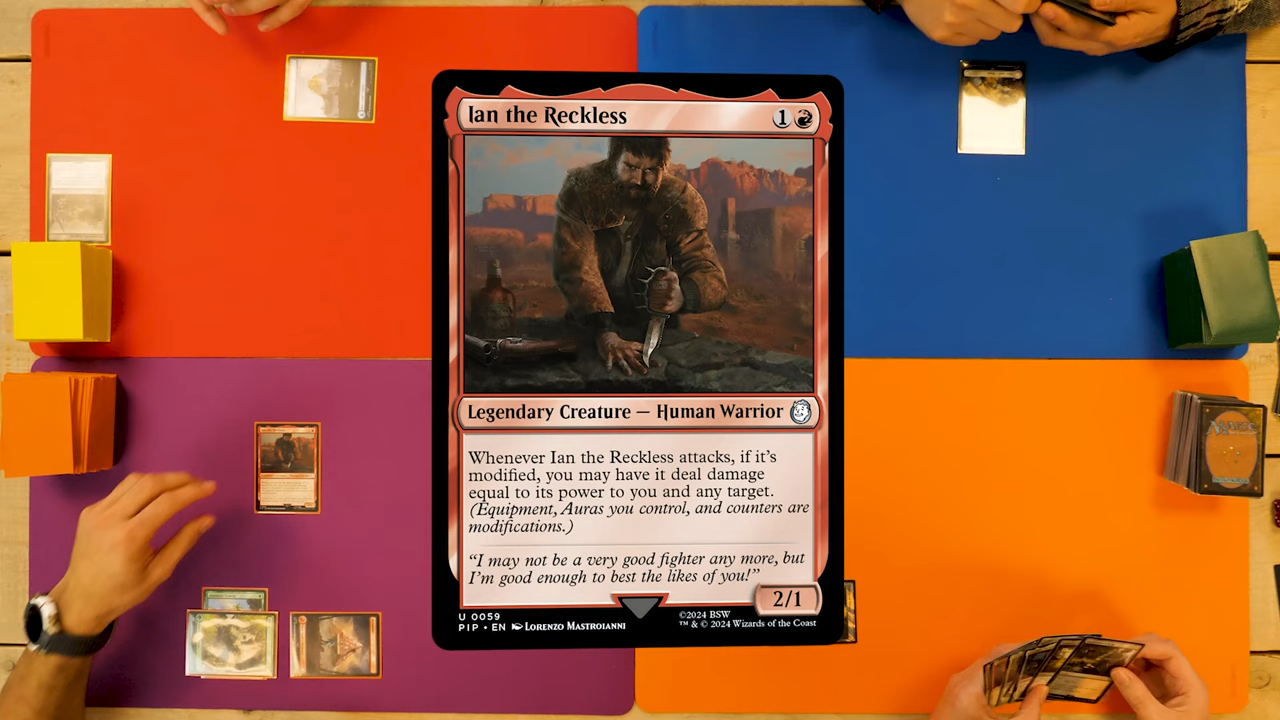 Ian the Reckless
1
Legendary Creature — Human Warrior
Whenever Ian the Reckless attacks, if it's
modified, you may have it deal damage
equal to its power to you and any target.
(Equipment, Auras you control, and counters are
modifications.)
"I may not be a very good fighter any more, but
I'm good enough to best the likes of you!"
2/1
U 0059
PIP • EN Lorenzo Mastroianni
©2024 BSW
™ & © 2024 Wizards of the Coast
MAGIC